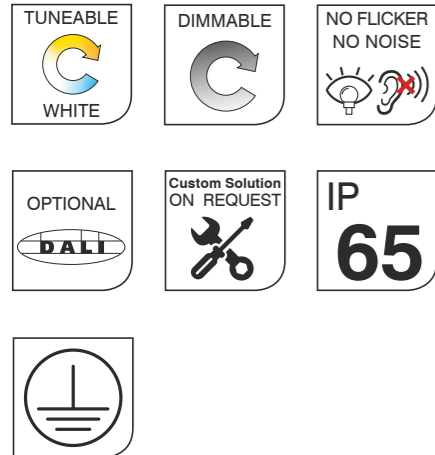 TUNEABLE
WHITE
DIMMABLE
NO FLICKER
NO NOISE
OPTIONAL
DALI
Custom Solution
ON REQUEST
IP
65